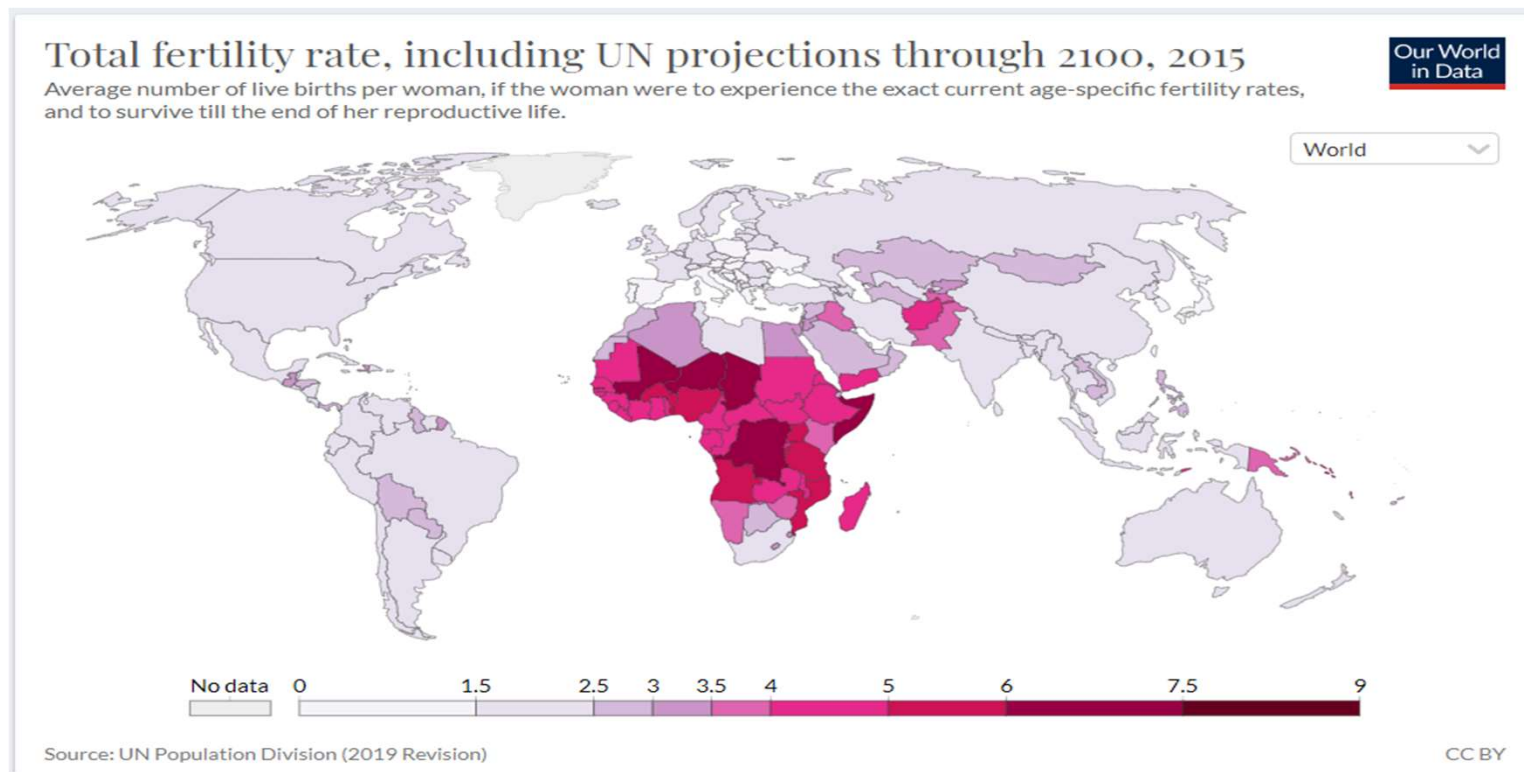 Total fertility rate, including UN projections through 2100, 2015
Our World
in Data
Average number of live births per woman, if the woman were to experience the exact current age-specific fertility rates,
and to survive till the end of her reproductive life.
World
No data 0 1.5 2.5 3 3.5 4 5 6 7.5 9
Source: UN Population Division (2019 Revision)
CC BY